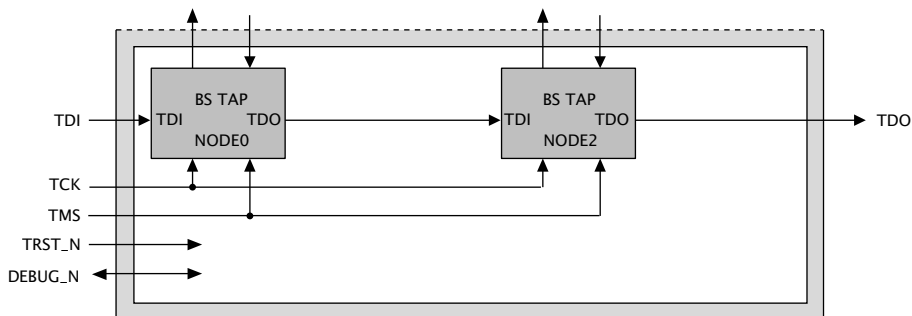 BS TAP
BS TAP
TDI
TDI
TDO
TDI
TDO
TDO
NODE0
NODE2
TCK
TMS
TRST_N
DEBUG_N